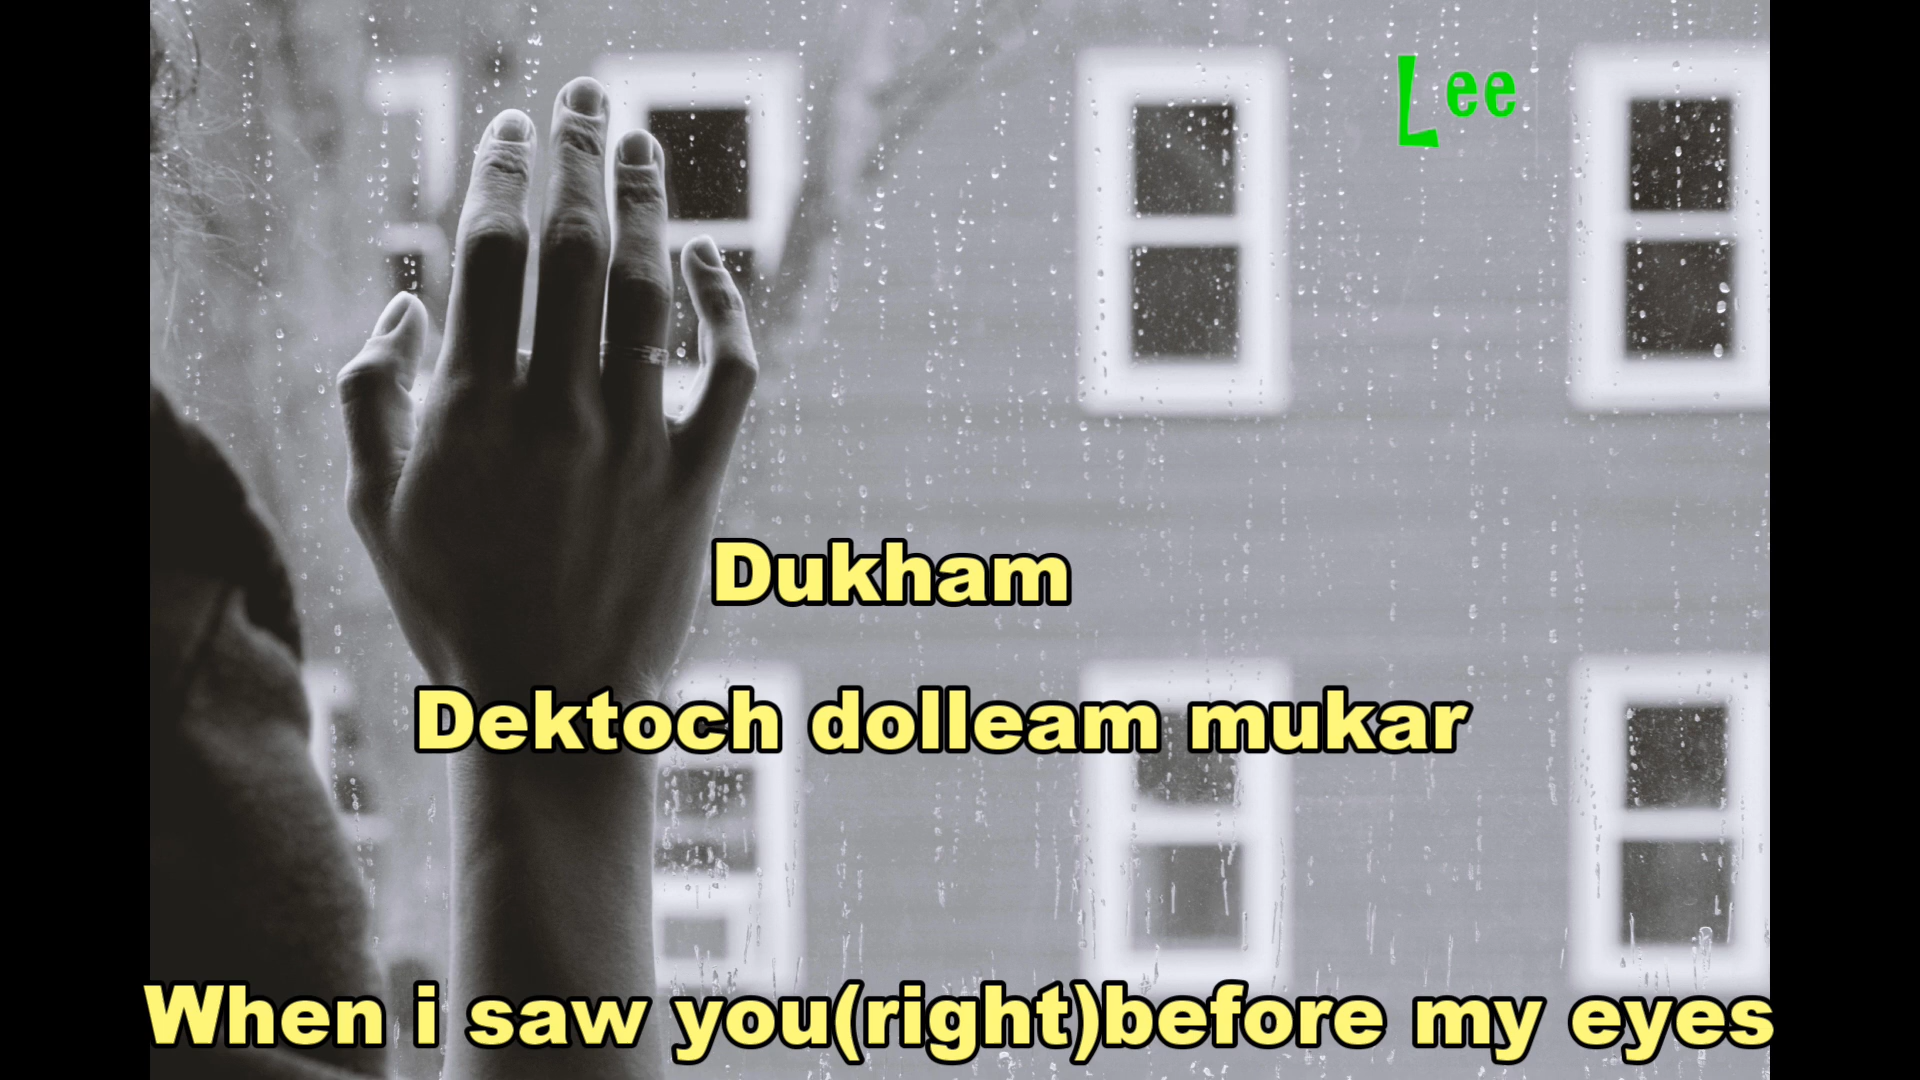 Lee
Dukham
Dektoch dolleam mukar
When i saw you(right)before my eyes